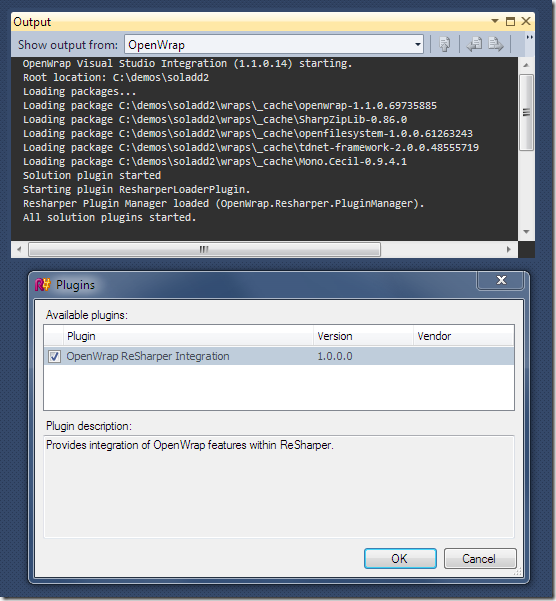 Output
Show output from: OpenWrap
OpenWrap Visual Studio Integration (1.1.0.14) starting.
Root location: C:\demos\soladd2
Loading packages...
Loading package C:\demos\soladd2\wraps\_cache\openwrap-1.1.0.69735885
Loading package C:\demos\soladd2\wraps\_cache\SharpZipLib-0.86.0
Loading package C:\demos\soladd2\wraps\_cache\openfilesystem-1.0.0.61263243
Loading package C:\demos\soladd2\wraps\_cache\tdnet-framework-2.0.0.48555719
Loading package C:\demos\soladd2\wraps\_cache\Mono.Cecil-0.9.4.1
Solution plugin started
Starting plugin ResharperLoaderPlugin.
Resharper Plugin Manager loaded (OpenWrap.Resharper.PluginManager).
All solution plugins started.
Plugins
Available plugins:
Plugin Version Vendor
OpenWrap ReSharper Integration 1.0.0.0
Plugin description:
Provides integration of OpenWrap features within ReSharper.
OK Cancel